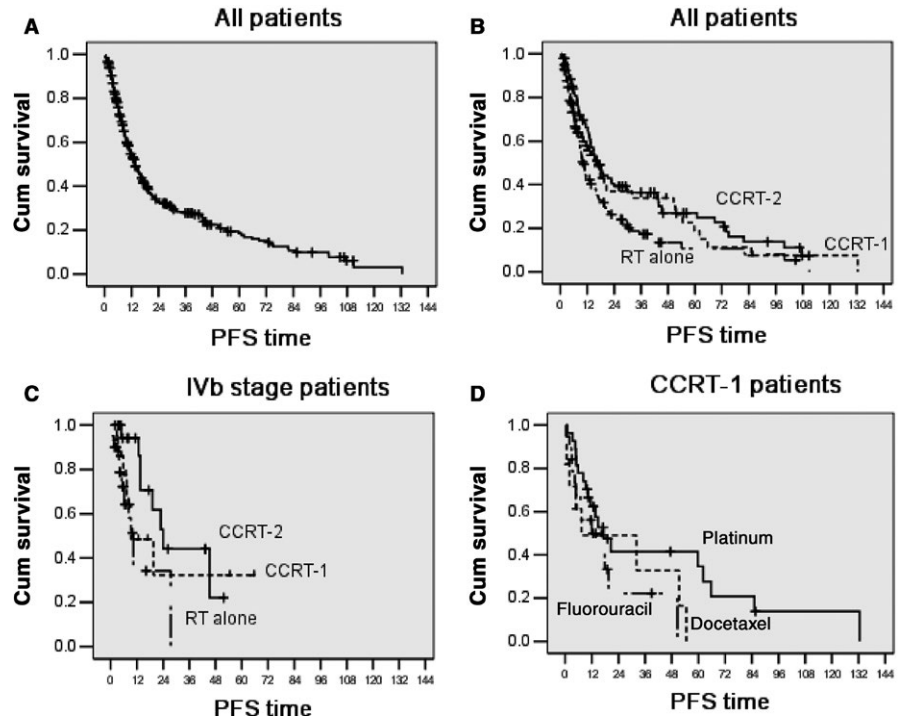 A
All patients
Cum survival
1.0
0.8
0.6
0.4
0.2
0.0
0 12 24 36 48 60 72 84 96 108 120 132 144
PFS time
B
All patients
Cum survival
1.0
0.8
0.6
0.4
0.2
0.0
CCRT-2
CCRT-1
RT alone
0 12 24 36 48 60 72 84 96 108 120 132 144
PFS time
C
IVb stage patients
Cum survival
1.0
0.8
0.6
0.4
0.2
0.0
CCRT-2
CCRT-1
RT alone
0 12 24 36 48 60 72 84 96 108 120 132 144
PFS time
D
CCRT-1 patients
Cum survival
1.0
0.8
0.6
0.4
0.2
0.0
Platinum
Fluorouracil
Docetaxel
0 12 24 36 48 60 72 84 96 108 120 132 144
PFS time